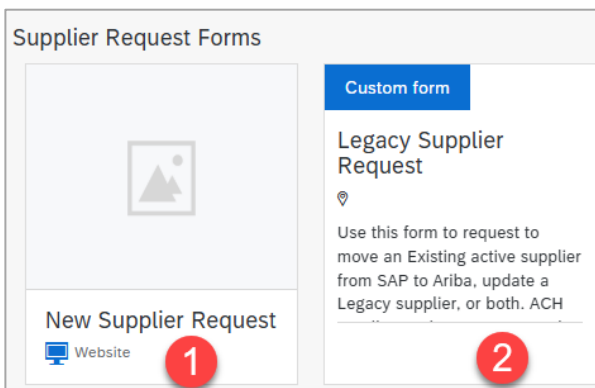 Supplier Request Forms
New Supplier Request
Website
1
Custom form
Legacy Supplier
Request
Use this form to request to
move an Existing active supplier
from SAP to Ariba, update a
Legacy supplier, or both. ACH
2